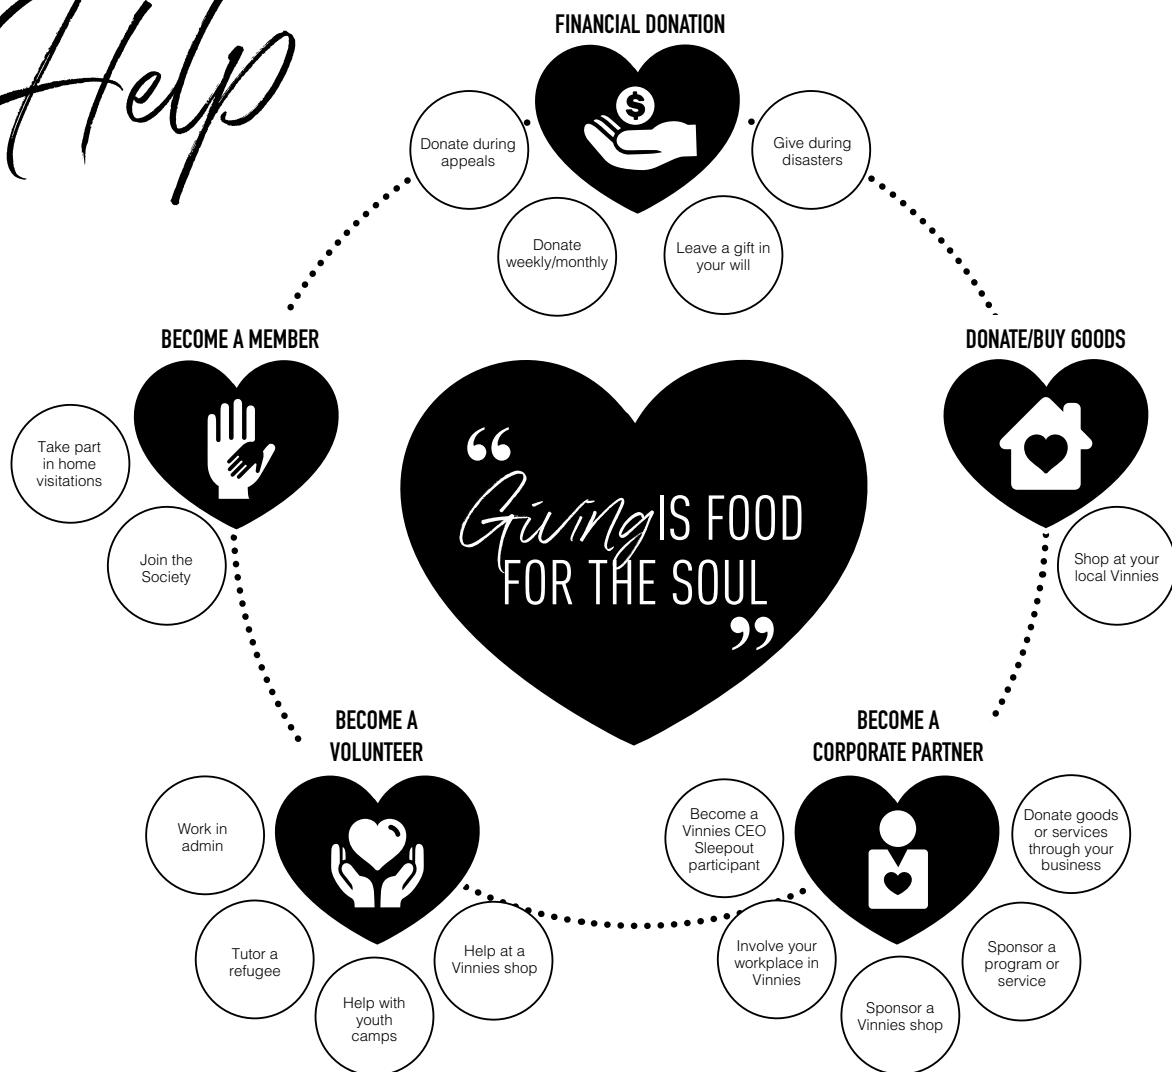 Help
FINANCIAL DONATION
$
Donate during
appeals
Donate
weekly/monthly
Leave a gift in
your will
Give during
disasters
BECOME A MEMBER
Take part
in home
visitations
Join the
Society
DONATE/BUY GOODS
Shop at your
local Vinnies
“
Giving IS FOOD
FOR THE SOUL
”
BECOME A
VOLUNTEER
Work in
admin
Tutor a
refugee
Help with
youth
camps
Help at a
Vinnies shop
BECOME A
CORPORATE PARTNER
Become a
Vinnies CEO
Sleepout
participant
Involve your
workplace in
Vinnies
Sponsor a
Vinnies shop
Sponsor a
program or
service
Donate goods
or services
through your
business